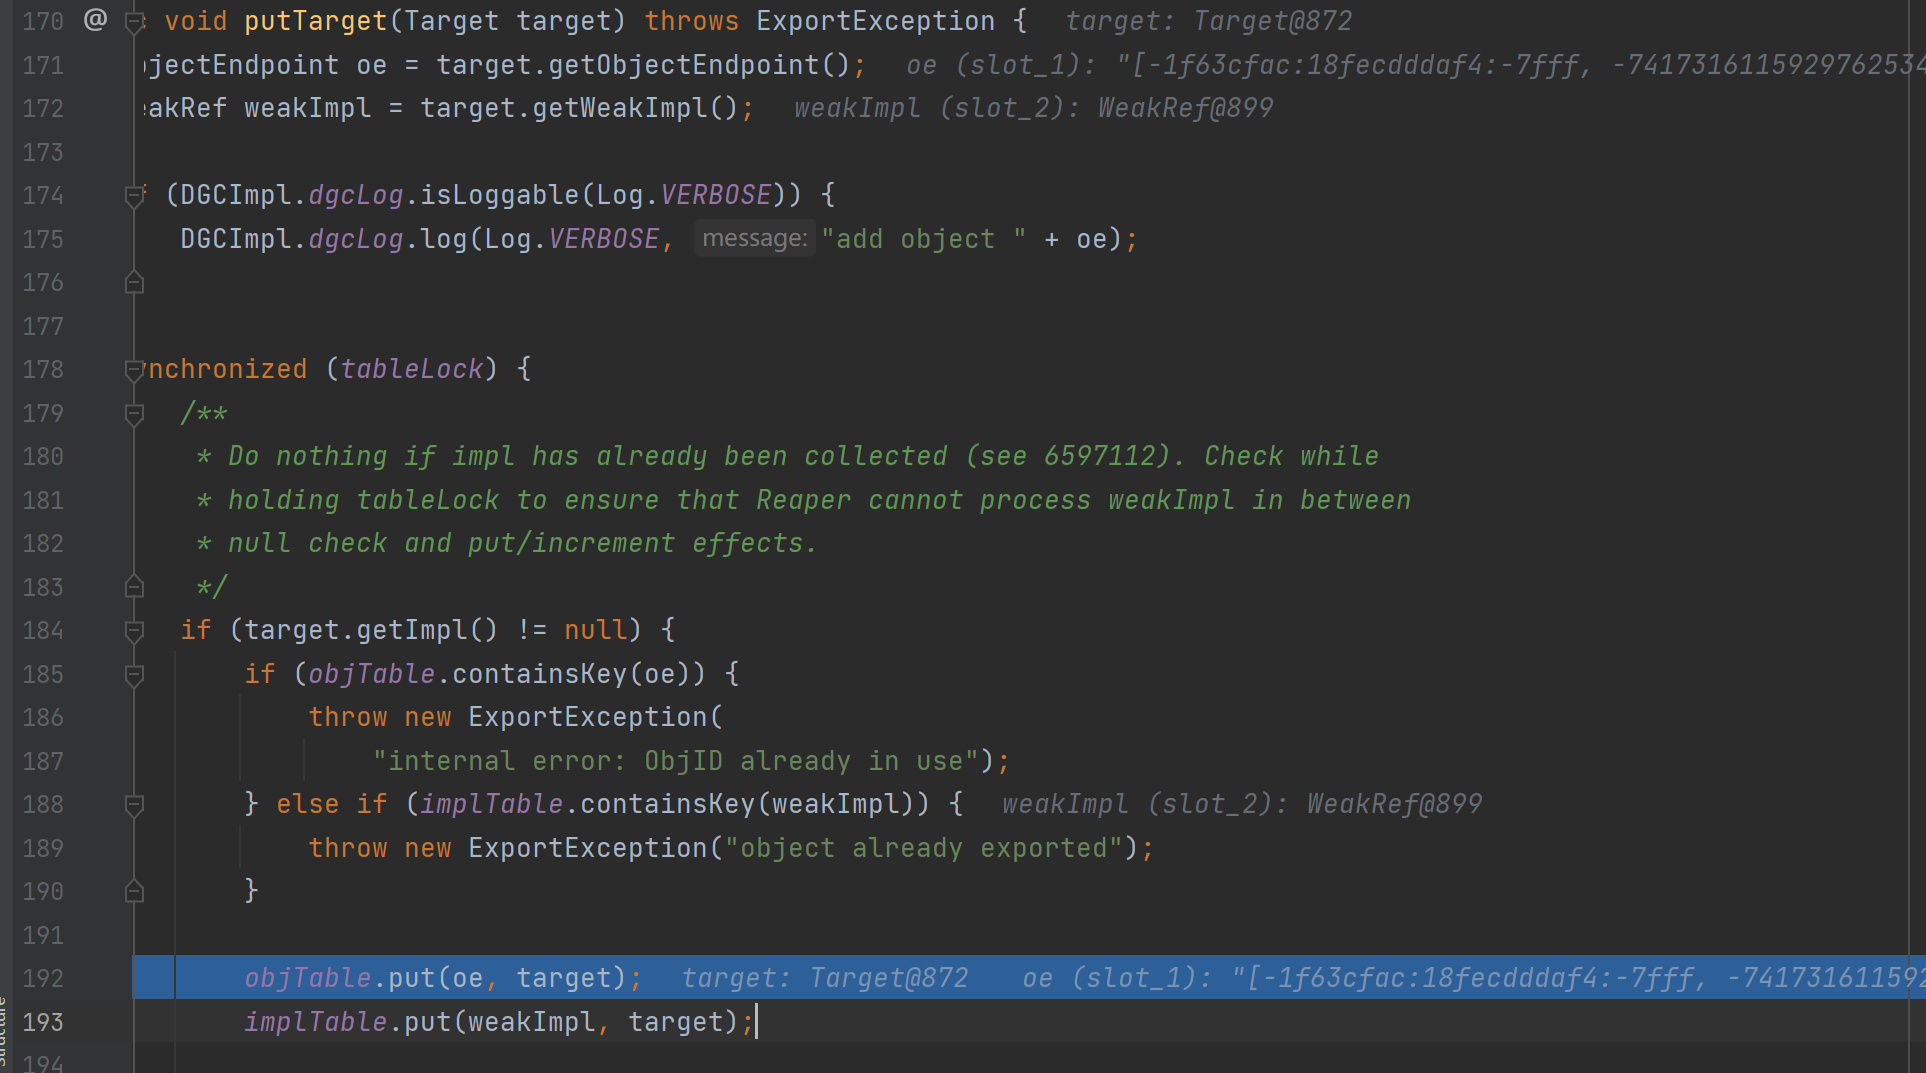 170 @ void putTarget(Target target) throws ExportException { target: Target@872
171 bjectEndpoint oe = target.getObjectEndpoint(); oe (slot_1): "[-1f63cfac:18fecdddaf4:-7fff, -7417316115929762534
172 eakRef weakImpl = target.getWeakImpl(); weakImpl (slot_2): WeakRef@899
173
174 f (DGCImpl.dgcLog.isLoggable(Log.VERBOSE)) {
175 DGCImpl.dgcLog.log(Log.VERBOSE, message: "add object " + oe);
176
177
178 ynchronized (tableLock) {
179 /**
180 * Do nothing if impl has already been collected (see 6597112). Check while
181 * holding tableLock to ensure that Reaper cannot process weakImpl in between
182 * null check and put/increment effects.
183 */
184 if (target.getImpl() != null) {
185 if (objTable.containsKey(oe)) {
186 throw new ExportException(
187 "internal error: ObjID already in use");
188 } else if (implTable.containsKey(weakImpl)) { weakImpl (slot_2): WeakRef@899
189 throw new ExportException("object already exported");
190 }
191
192 objTable.put(oe, target); target: Target@872 oe (slot_1): "[-1f63cfac:18fecdddaf4:-7fff, -741731611592
193 implTable.put(weakImpl, target);
194
Structure